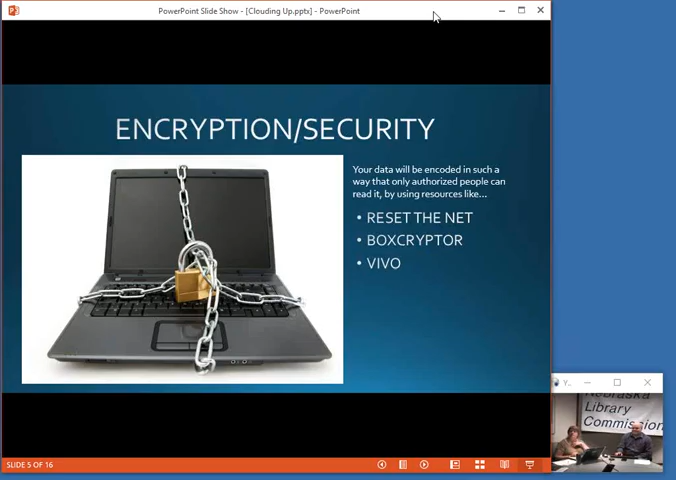 PowerPoint Slide Show - [Clouding Up.pptx] - PowerPoint
ENCRYPTION/SECURITY
Your data will be encoded in such a
way that only authorized people can
read it, by using resources like...
• RESET THE NET
• BOXCRYPTOR
• VIVO
Y..
Nebraska
Library
Commission
SLIDE 5 OF 16